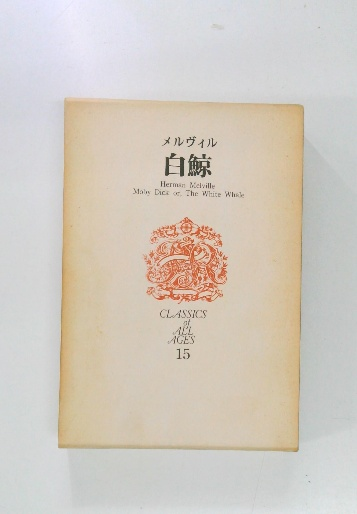 メルヴィル
白鯨
Herman Melville
Moby Dick or, The White Whale
CLASSICS
of
ALL
AGES
15